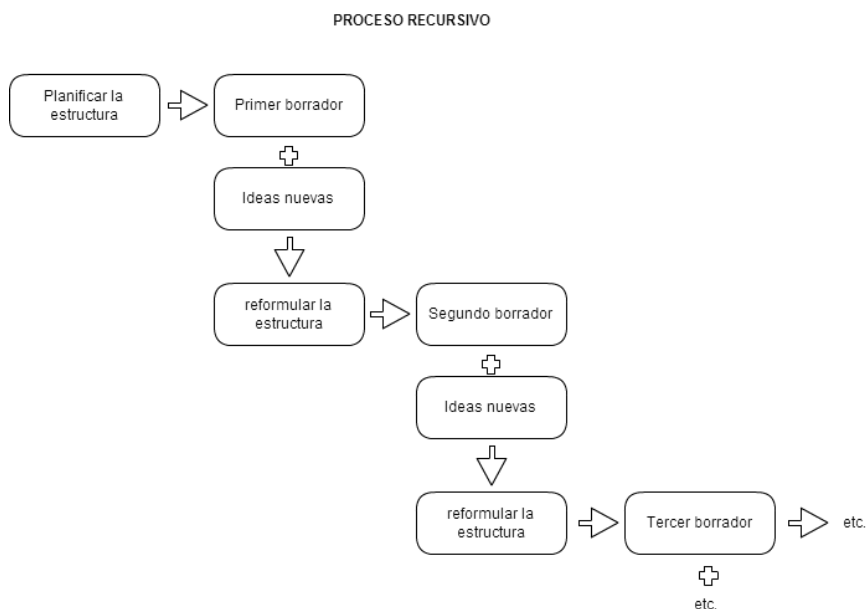 PROCESO RECURSIVO
Planificar la
estructura
Primer borrador
Ideas nuevas
reformular la
estructura
Segundo borrador
Ideas nuevas
reformular la
estructura
Tercer borrador
etc.
etc.